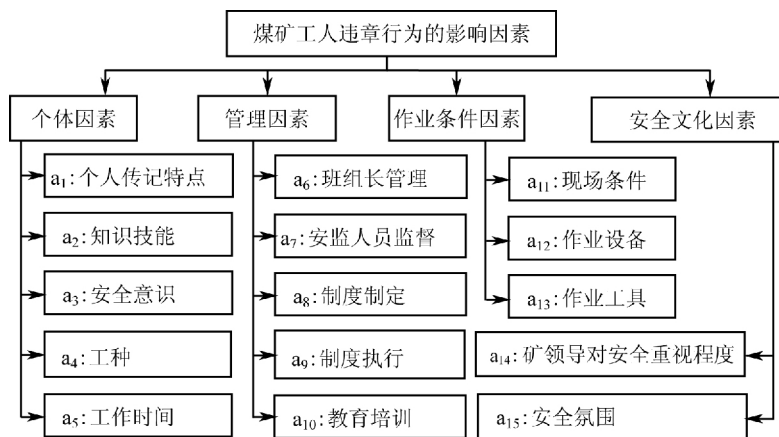 煤矿工人违章行为的影响因素
个体因素
管理因素
作业条件因素
安全文化因素
a₁:个人传记特点
a₂:知识技能
a₃:安全意识
a₄:工种
a₅:工作时间
a₆:班组长管理
a₇:安监人员监督
a₈:制度制定
a₉:制度执行
a₁₀:教育培训
a₁₁:现场条件
a₁₂:作业设备
a₁₃:作业工具
a₁₄:矿领导对安全重视程度
a₁₅:安全氛围